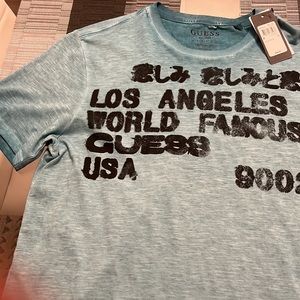 GUESS
悲しみ 悲しみと
LOS ANGELES
WORLD FAMOUS
GUESS
USA 900